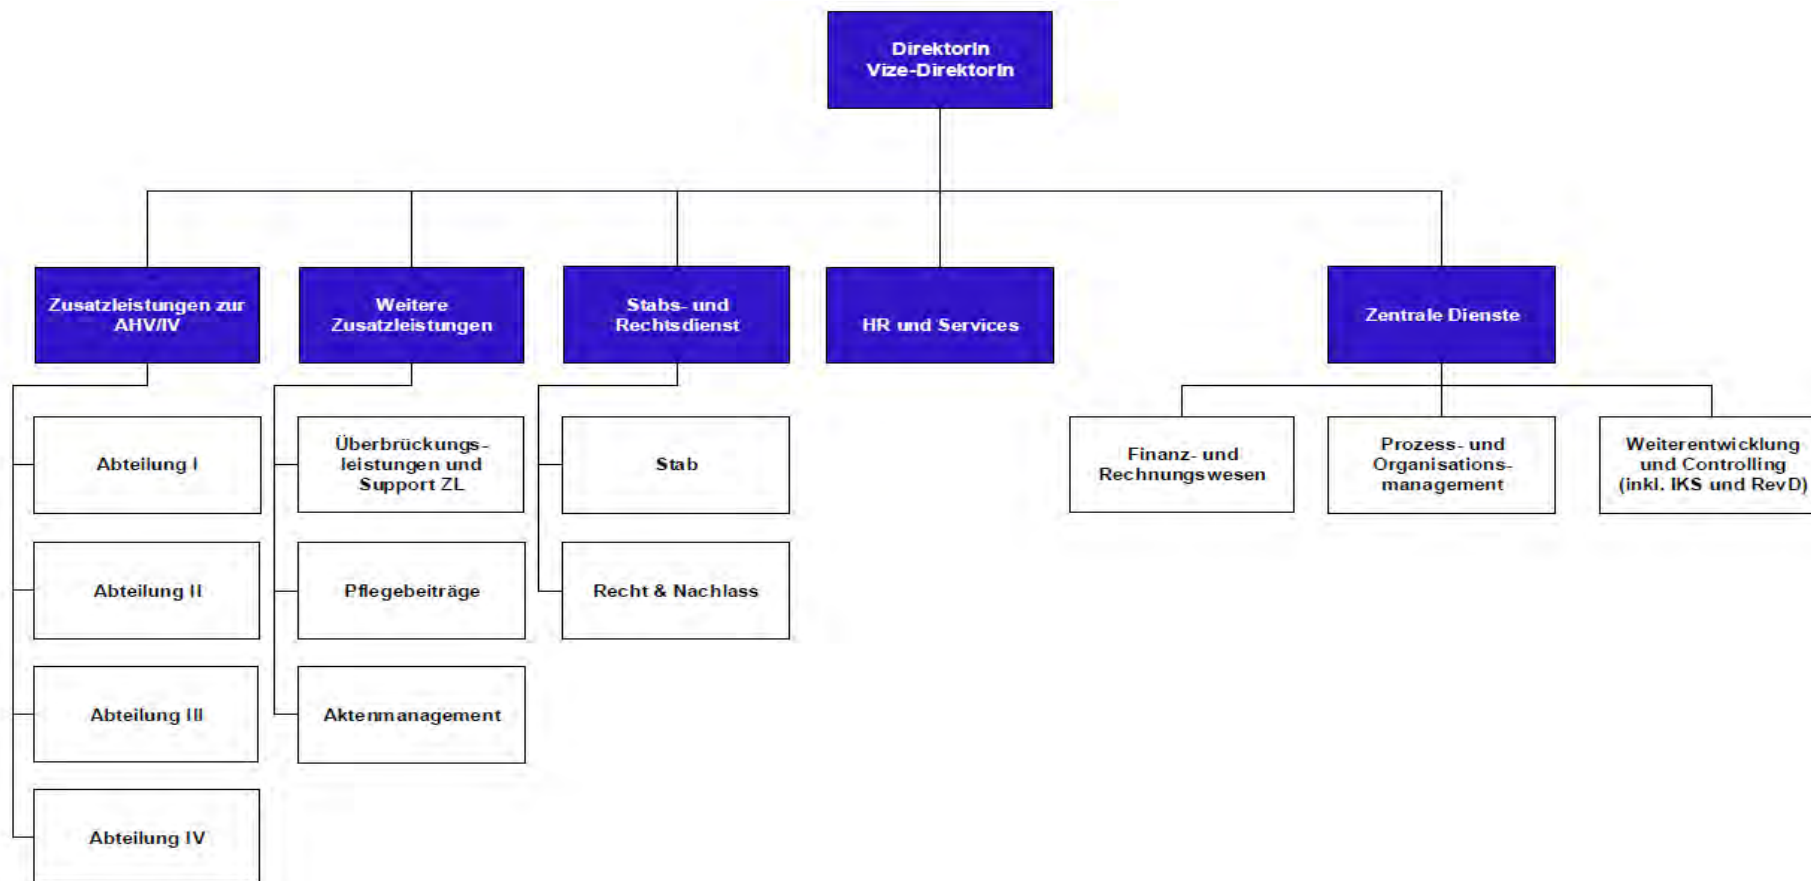 DirektorIn
Vize-DirektorIn
Zusatzleistungen zur
AHV/IV
Weitere
Zusatzleistungen
Stabs- und
Rechtsdienst
HR und Services
Zentrale Dienste
Abteilung I
Abteilung II
Abteilung III
Abteilung IV
Überbrückungs-
leistungen und
Support ZL
Pflegebeiträge
Aktenmanagement
Stab
Recht & Nachlass
Finanz- und
Rechnungswesen
Prozess- und
Organisations-
management
Weiterentwicklung
und Controlling
(inkl. IKS und RevD)